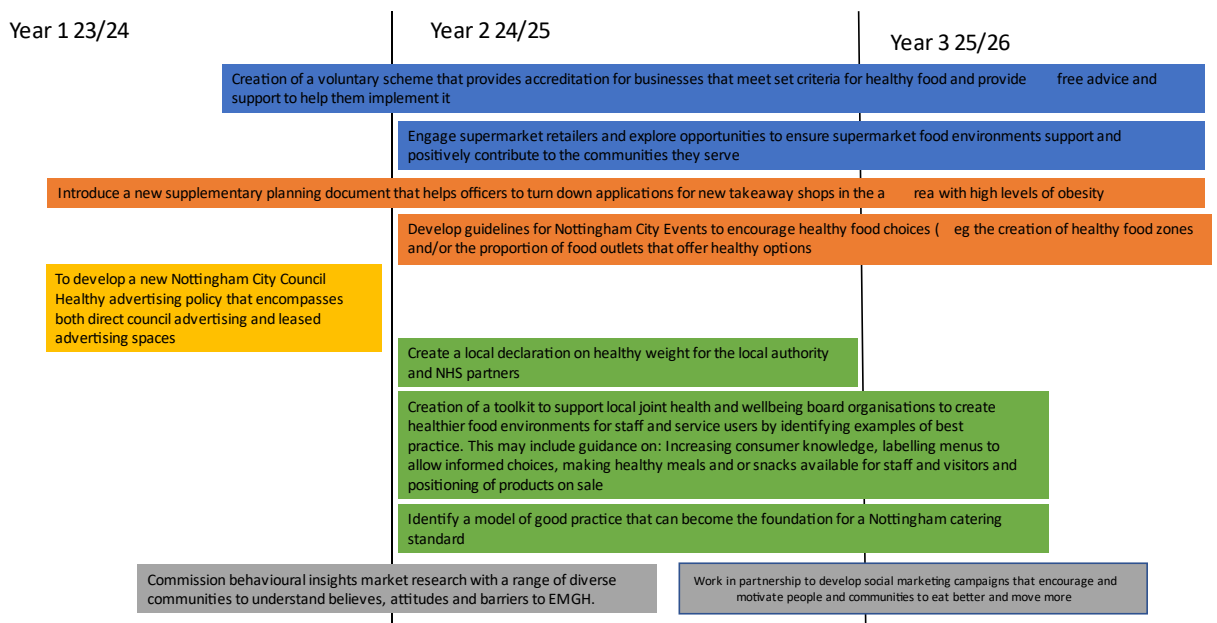 Year 1 23/24
Year 2 24/25
Year 3 25/26
Creation of a voluntary scheme that provides accreditation for businesses that meet set criteria for healthy food and provide free advice and
support to help them implement it
Engage supermarket retailers and explore opportunities to ensure supermarket food environments support and
positively contribute to the communities they serve
Introduce a new supplementary planning document that helps officers to turn down applications for new takeaway shops in the a rea with high levels of obesity
Develop guidelines for Nottingham City Events to encourage healthy food choices ( eg the creation of healthy food zones
and/or the proportion of food outlets that offer healthy options
To develop a new Nottingham City Council
Healthy advertising policy that encompasses
both direct council advertising and leased
advertising spaces
Create a local declaration on healthy weight for the local authority
and NHS partners
Creation of a toolkit to support local joint health and wellbeing board organisations to create
healthier food environments for staff and service users by identifying examples of best
practice. This may include guidance on: Increasing consumer knowledge, labelling menus to
allow informed choices, making healthy meals and or snacks available for staff and visitors and
positioning of products on sale
Identify a model of good practice that can become the foundation for a Nottingham catering
standard
Commission behavioural insights market research with a range of diverse
communities to understand believes, attitudes and barriers to EMGH.
Work in partnership to develop social marketing campaigns that encourage and
motivate people and communities to eat better and move more